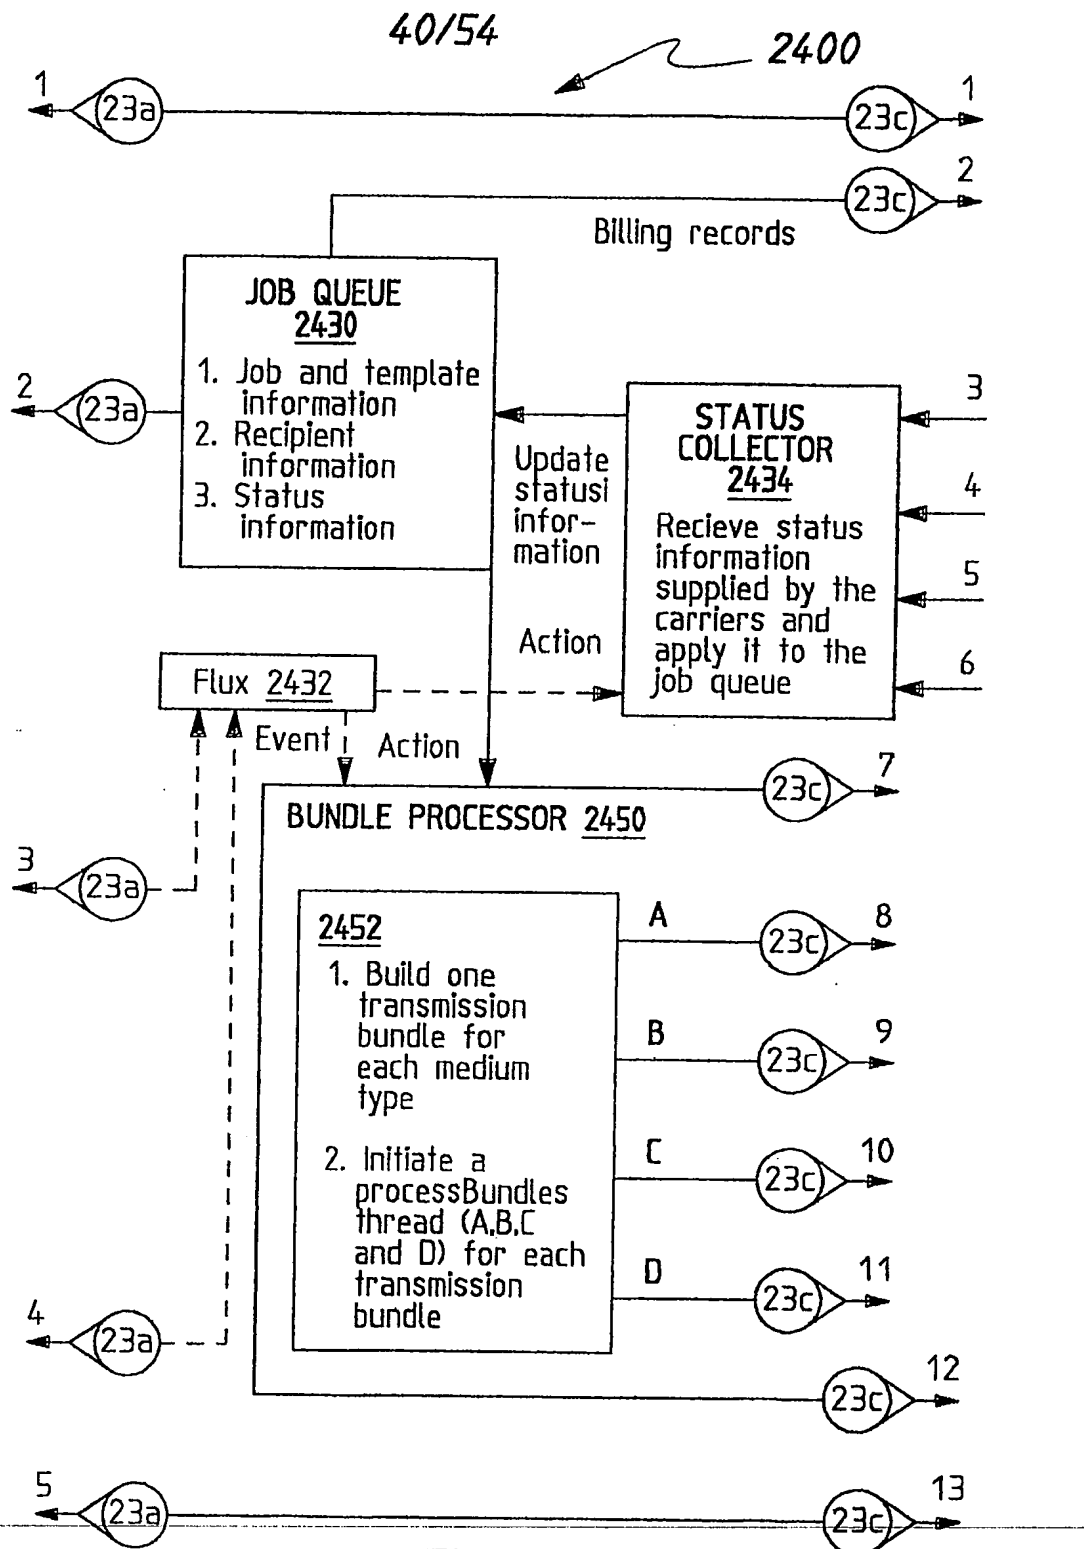 40/54
2400
1
23a
23c
1
23c
2
Billing records
JOB QUEUE
2430
1. Job and template
information
2. Recipient
information
3. Status
information
2
23a
Update
statusi
infor-
mation
STATUS
COLLECTOR
2434
Recieve status
information
supplied by the
carriers and
apply it to the
job queue
3
4
5
6
Action
Flux 2432
Event
Action
23c
7
BUNDLE PROCESSOR 2450
3
23a
2452
1. Build one
transmission
bundle for
each medium
type
2. Initiate a
processBundles
thread (A,B,C
and D) for each
transmission
bundle
A
23c
8
B
23c
9
C
23c
10
D
23c
11
4
23a
23c
12
5
23a
23c
13